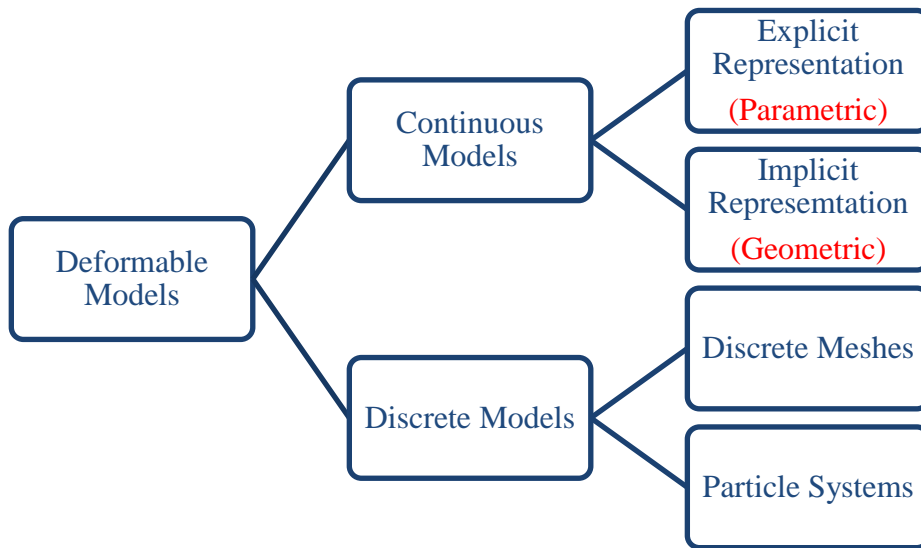 Explicit
Representation
(Parametric)
Continuous
Models
Implicit
Represemtation
(Geometric)
Deformable
Models
Discrete Meshes
Discrete Models
Particle Systems